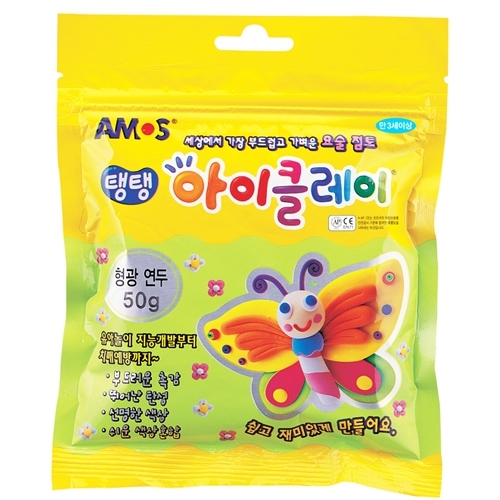 AMOS
만 3세이상
세상에서 가장 부드럽고 가벼운 요술 점토
탱탱 아이클레이
AP CE
형광 연두
50g
유아놀이 지능개발부터
치매예방까지~
· 부드러운 촉감
· 뛰어난 탄성
· 선명한 색상
· 쉬운 색상혼합
쉽고 재미있게 만들어요.